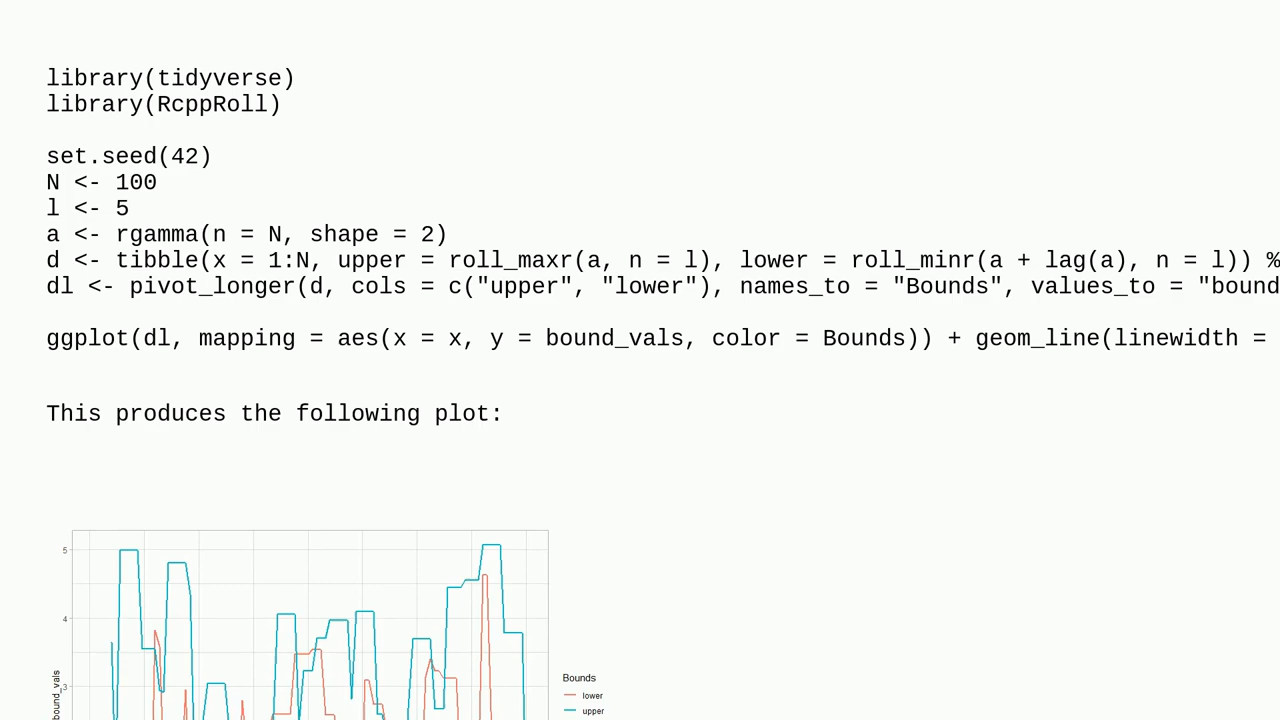 library(tidyverse)
library(RcppRoll)
set.seed(42)
N <- 100
l <- 5
a <- rgamma(n = N, shape = 2)
d <- tibble(x = 1:N, upper = roll_maxr(a, n = l), lower = roll_minr(a + lag(a), n = l)) %
dl <- pivot_longer(d, cols = c("upper", "lower"), names_to = "Bounds", values_to = "bound
ggplot(dl, mapping = aes(x = x, y = bound_vals, color = Bounds)) + geom_line(linewidth =
This produces the following plot:
5
4
3
bound_vals
Bounds
lower
upper